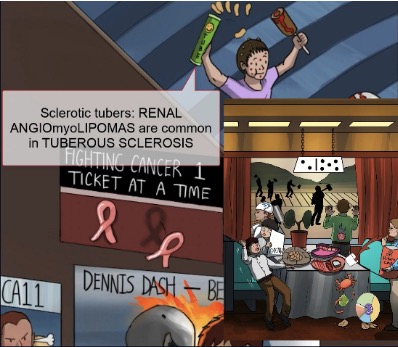 Sclerotic tubers: RENAL
ANGIOmyoLIPOMAS are common
in TUBEROUS SCLEROSIS
FIGHTING CANCER 1
TICKET AT A TIME
CA11
DENNIS DASH – BE